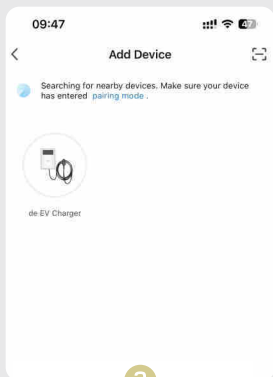 09:47
47
Add Device
Searching for nearby devices. Make sure your device
has entered pairing mode .
de EV Charger